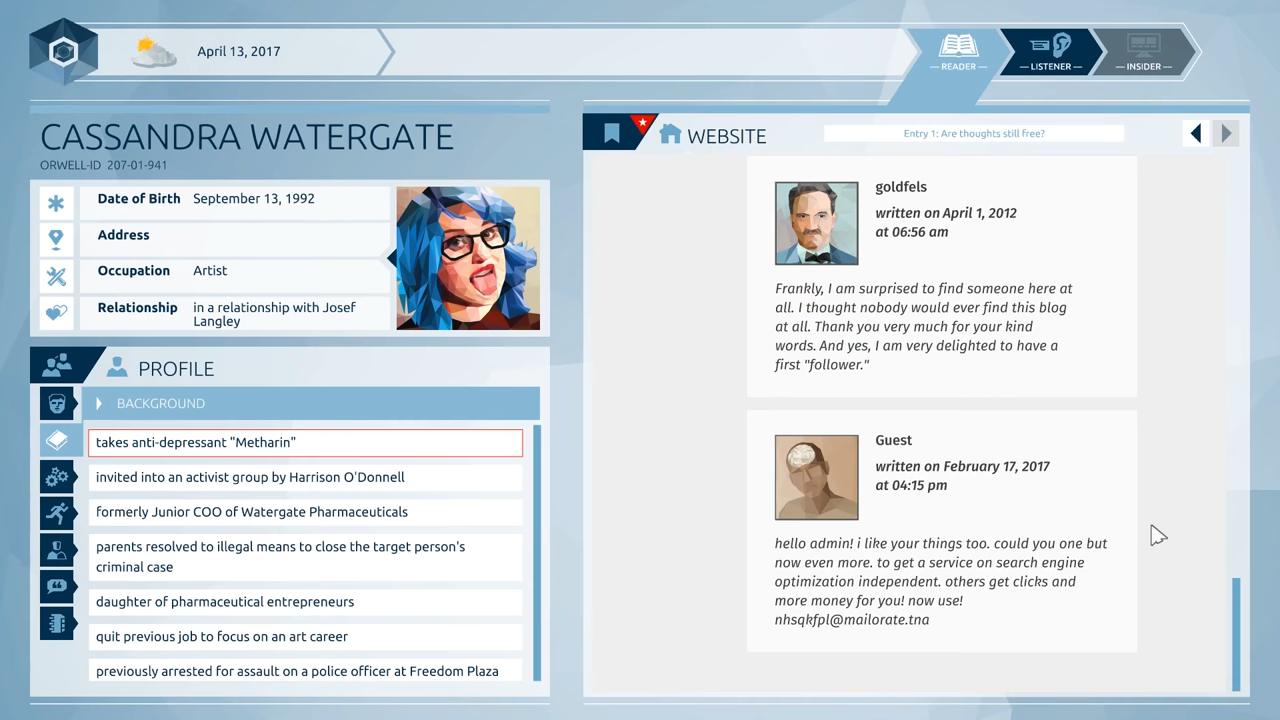 April 13, 2017
— READER —
— LISTENER —
— INSIDER —
CASSANDRA WATERGATE
ORWELL-ID 207-01-941
Date of Birth September 13, 1992
Address
Occupation Artist
Relationship in a relationship with Josef
Langley
PROFILE
BACKGROUND
takes anti-depressant "Metharin"
invited into an activist group by Harrison O'Donnell
formerly Junior COO of Watergate Pharmaceuticals
parents resolved to illegal means to close the target person's
criminal case
daughter of pharmaceutical entrepreneurs
quit previous job to focus on an art career
previously arrested for assault on a police officer at Freedom Plaza
WEBSITE
Entry 1: Are thoughts still free?
goldfels
written on April 1, 2012
at 06:56 am
Frankly, I am surprised to find someone here at
all. I thought nobody would ever find this blog
at all. Thank you very much for your kind
words. And yes, I am very delighted to have a
first "follower."
Guest
written on February 17, 2017
at 04:15 pm
hello admin! i like your things too. could you one but
now even more. to get a service on search engine
optimization independent. others get clicks and
more money for you! now use!
nhsqkfpl@mailorate.tna